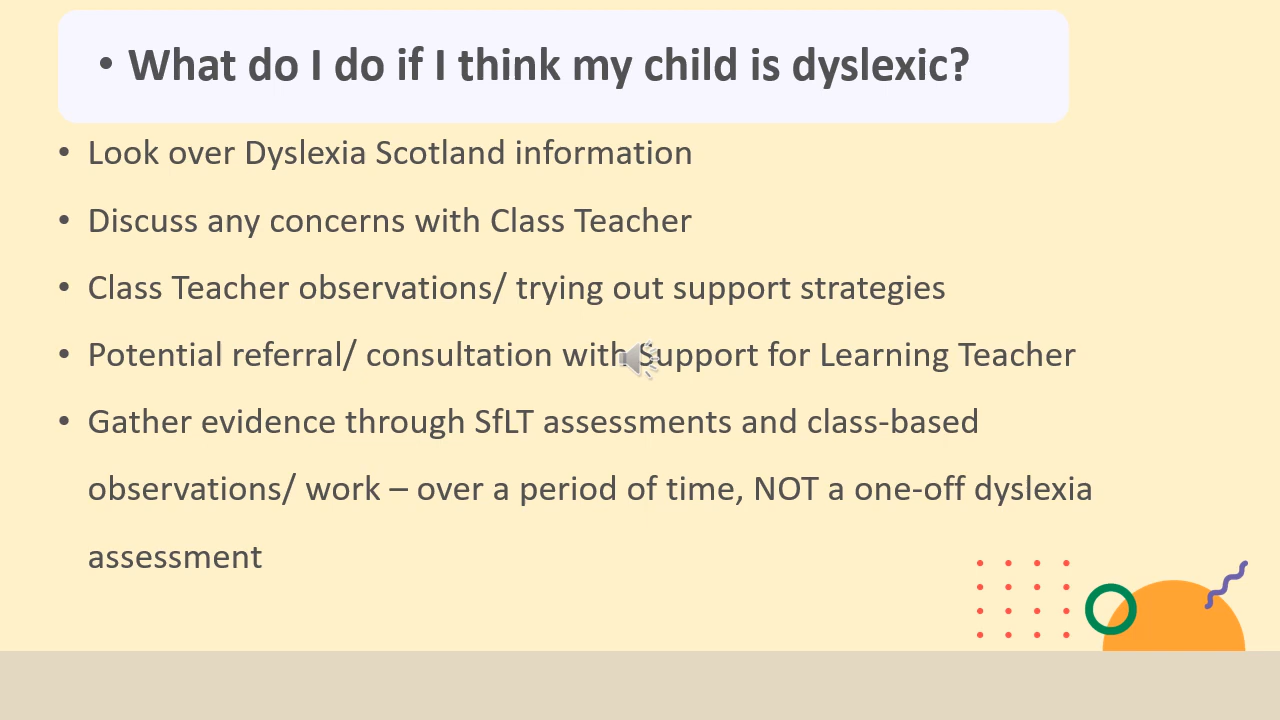 • What do I do if I think my child is dyslexic?
• Look over Dyslexia Scotland information
• Discuss any concerns with Class Teacher
• Class Teacher observations/ trying out support strategies
• Potential referral/ consultation with Support for Learning Teacher
• Gather evidence through SfLT assessments and class-based
observations/ work – over a period of time, NOT a one-off dyslexia
assessment